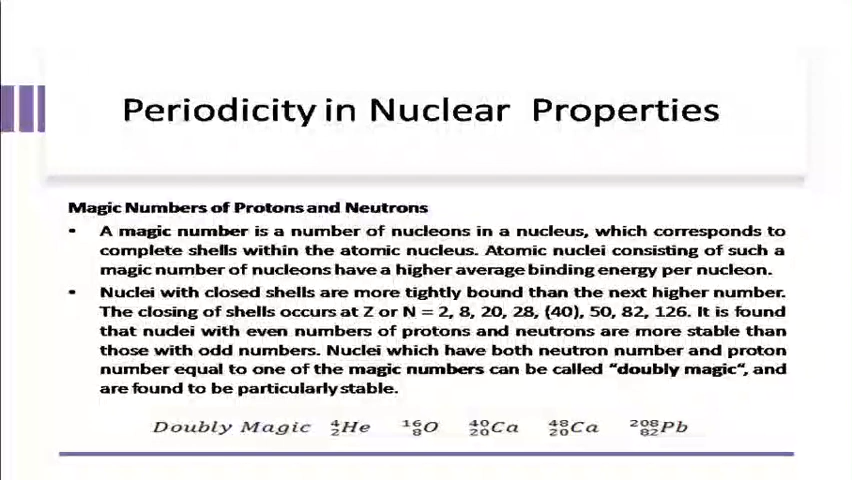 Periodicity in Nuclear Properties
Magic Numbers of Protons and Neutrons
• A magic number is a number of nucleons in a nucleus, which corresponds to
complete shells within the atomic nucleus. Atomic nuclei consisting of such a
magic number of nucleons have a higher average binding energy per nucleon.
• Nuclei with closed shells are more tightly bound than the next higher number.
The closing of shells occurs at Z or N = 2, 8, 20, 28, (40), 50, 82, 126. It is found
that nuclei with even numbers of protons and neutrons are more stable than
those with odd numbers. Nuclei which have both neutron number and proton
number equal to one of the magic numbers can be called "doubly magic", and
are found to be particularly stable.
Doubly Magic ⁴₂He ¹⁶₈O ⁴⁰₂₀Ca ⁴⁸₂₀Ca ²⁰⁸₈₂Pb